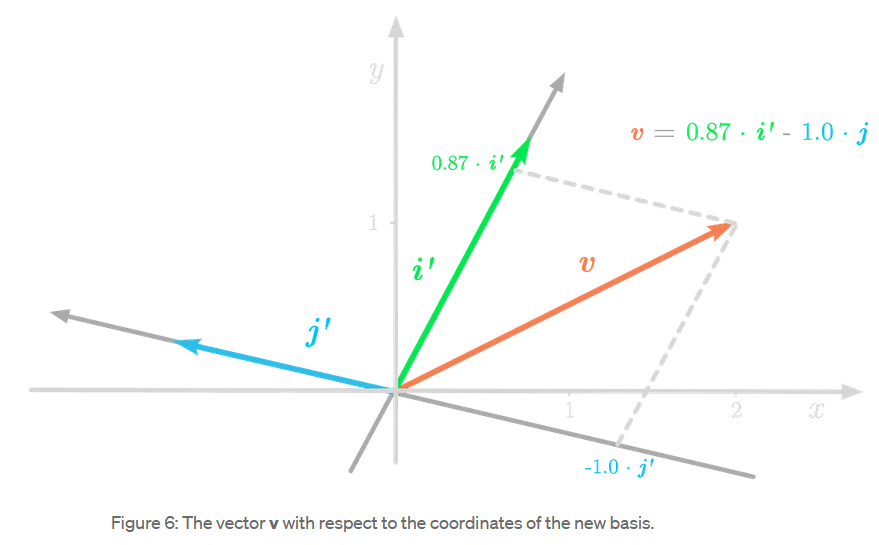 y
v = 0.87 · i' - 1.0 · j
0.87 · i'
1
i'
v
j'
1
2
x
-1.0 · j'
Figure 6: The vector v with respect to the coordinates of the new basis.